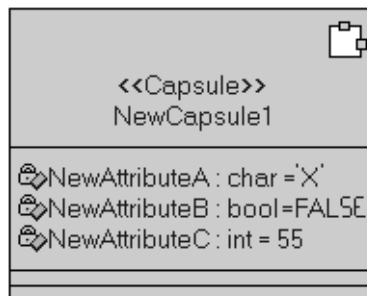 <<Capsule>>
NewCapsule1
NewAttributeA : char ='X'
NewAttributeB : bool=FALSE
NewAttributeC : int = 55